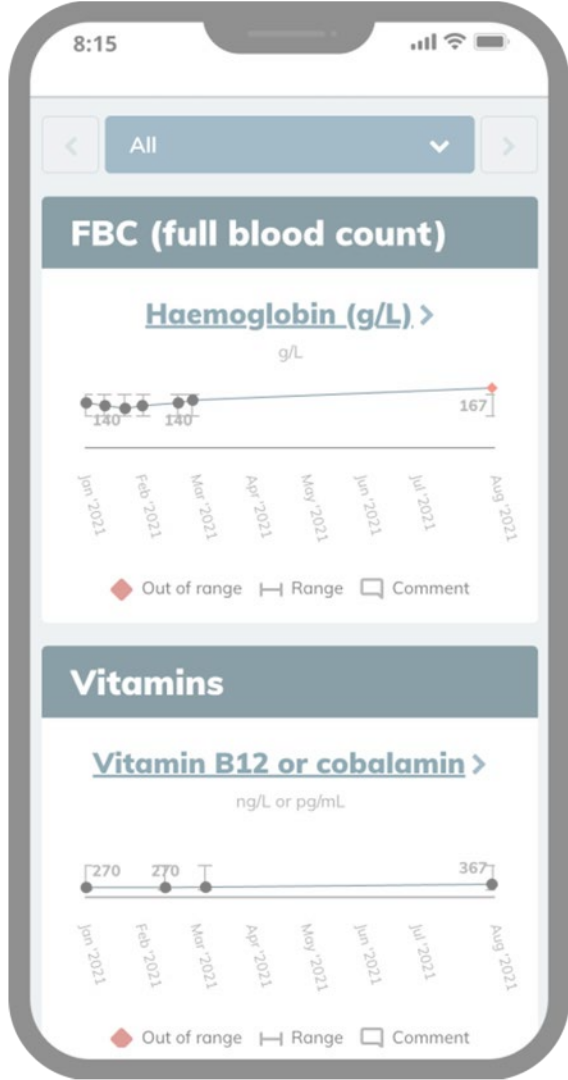 8:15
All
FBC (full blood count)
Haemoglobin (g/L)
g/L
140 140 167
Jan '2021 Feb '2021 Mar '2021 Apr '2021 May '2021 Jun '2021 Jul '2021 Aug '2021
Out of range Range Comment
Vitamins
Vitamin B12 or cobalamin
ng/L or pg/mL
270 270 367
Jan '2021 Feb '2021 Mar '2021 Apr '2021 May '2021 Jun '2021 Jul '2021 Aug '2021
Out of range Range Comment